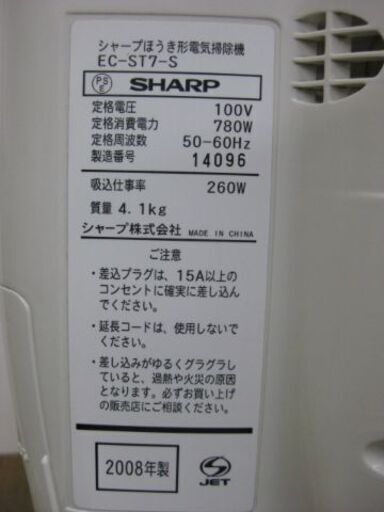 シャープほうき形電気掃除機
EC-ST7-S
PS E SHARP
定格電圧 100V
定格消費電力 780W
定格周波数 50-60Hz
製造番号 14096
吸込仕事率 260W
質量 4.1kg
シャープ株式会社 MADE IN CHINA
ご注意
・差込プラグは、15A以上の
コンセントに確実に差し込ん
でください。
・延長コードは、使用しないで
ください。
・差し込みがゆるくグラグラし
ていると、過熱や火災の原因
となります。必ずお買い上げ
の販売店にご相談ください。
2008年製
JET